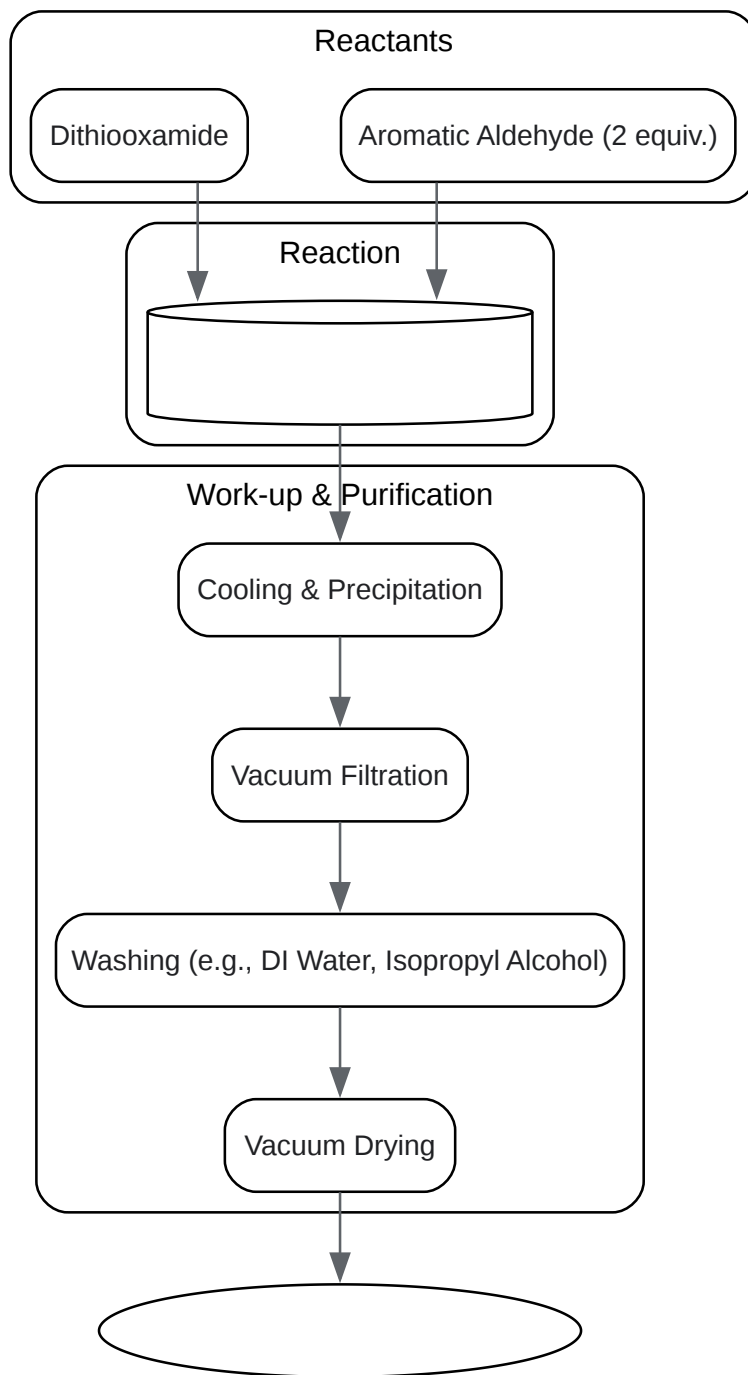 Reactants
Dithiooxamide
Aromatic Aldehyde (2 equiv.)
Reaction
Work-up & Purification
Cooling & Precipitation
Vacuum Filtration
Washing (e.g., DI Water, Isopropyl Alcohol)
Vacuum Drying